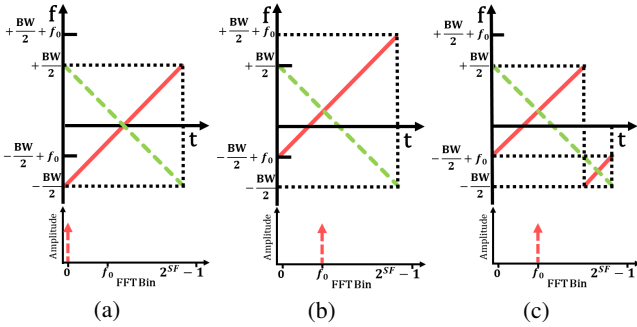 f
+BW/2 + f₀
+BW/2
t
-BW/2 + f₀
-BW/2
Amplitude
0 f₀ 2^SF − 1
FFT Bin
(a)
f
+BW/2 + f₀
+BW/2
t
-BW/2 + f₀
-BW/2
Amplitude
0 f₀ 2^SF − 1
FFT Bin
(b)
f
+BW/2 + f₀
+BW/2
t
-BW/2 + f₀
-BW/2
Amplitude
0 f₀ 2^SF − 1
FFT Bin
(c)